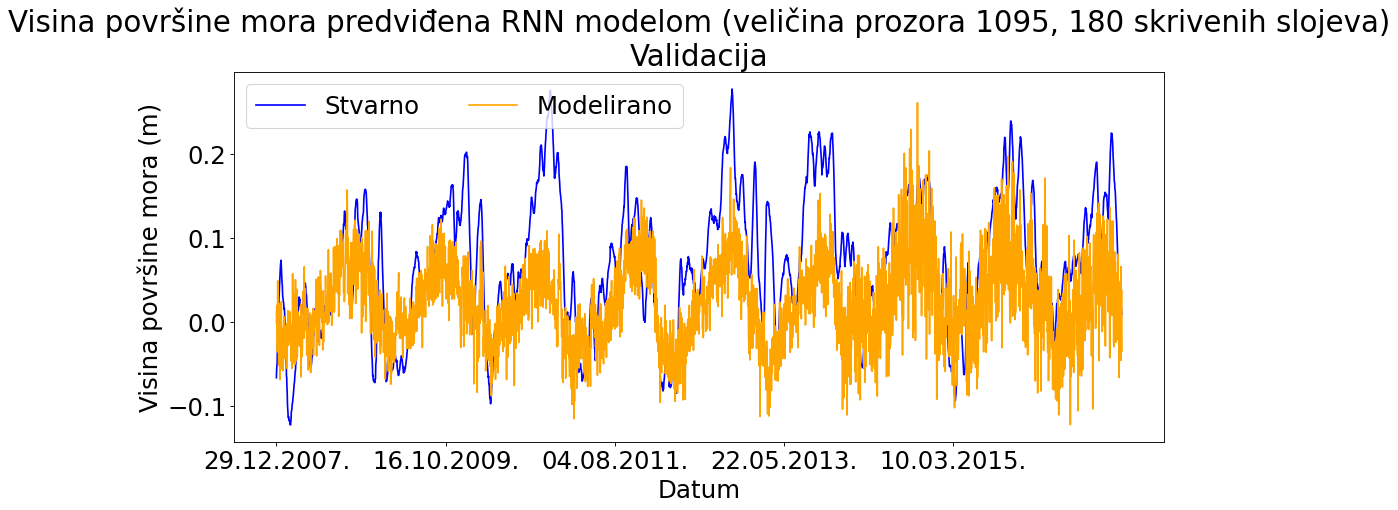 Visina površine mora predviđena RNN modelom (veličina prozora 1095, 180 skrivenih slojeva)
Validacija
Stvarno
Modelirano
Visina površine mora (m)
0.2
0.1
0.0
−0.1
29.12.2007.
16.10.2009.
04.08.2011.
22.05.2013.
10.03.2015.
Datum